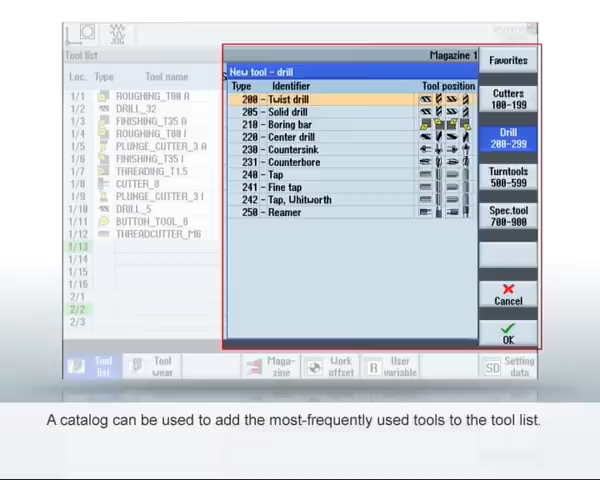 JOG
Tool list
Magazine 1
Loc. Type Tool name
1/1 ROUGHING_T80 A
1/2 DRILL_32
1/3 FINISHING_T35 A
1/4 ROUGHING_T80 I
1/5 PLUNGE_CUTTER_3 A
1/6 FINISHING_T35 I
1/7 THREADING_T1.5
1/8 CUTTER_8
1/9 PLUNGE_CUTTER_3 I
1/10 DRILL_5
1/11 BUTTON_TOOL_8
1/12 THREADCUTTER_M6
1/13
1/14
1/15
1/16
2/1
2/2
2/3
New tool - drill
Type Identifier Tool position
200 - Twist drill
205 - Solid drill
210 - Boring bar
220 - Center drill
230 - Countersink
231 - Counterbore
240 - Tap
241 - Fine tap
242 - Tap, Whitworth
250 - Reamer
Favorites
Cutters
100-199
Drill
200-299
Turntools
500-599
Spec.tool
700-900
Cancel
OK
Tool
list
Tool
wear
Maga-
zine
Work
offset
R User
variable
SD Setting
data
A catalog can be used to add the most-frequently used tools to the tool list.